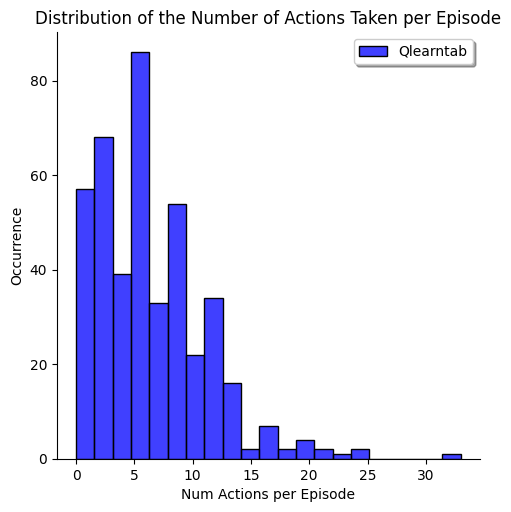 Distribution of the Number of Actions Taken per Episode
Qlearntab
80
60
40
20
0
Occurrence
0 5 10 15 20 25 30
Num Actions per Episode